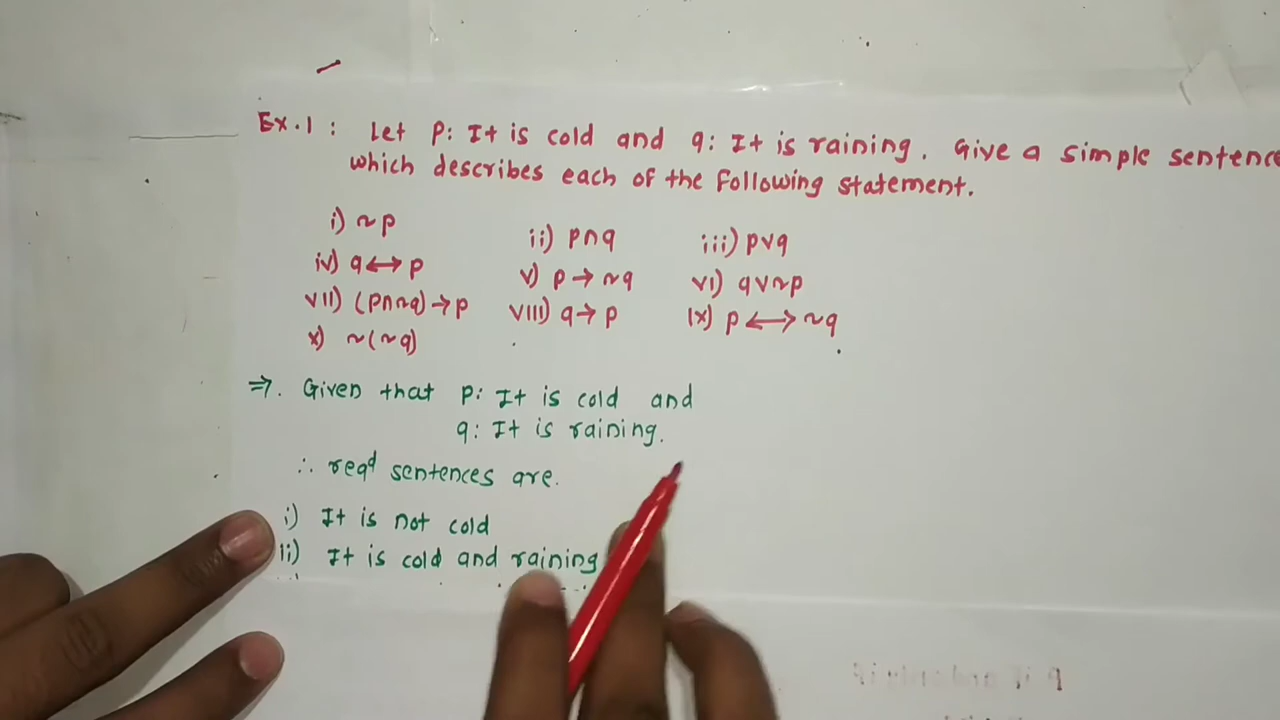 Ex.1 : Let P: It is cold and q: It is raining. Give a simple sentence
which describes each of the Following statement.
i) ~p ii) p∩q iii) p∨q
iv) q↔p v) p→~q vi) q∨~p
vii) (p∩~q)→p viii) q→p ix) p↔~q
x) ~(~q)
⇒. Given that p: It is cold and
q: It is raining.
∴ reqd sentences are.
i) It is not cold
ii) It is cold and raining